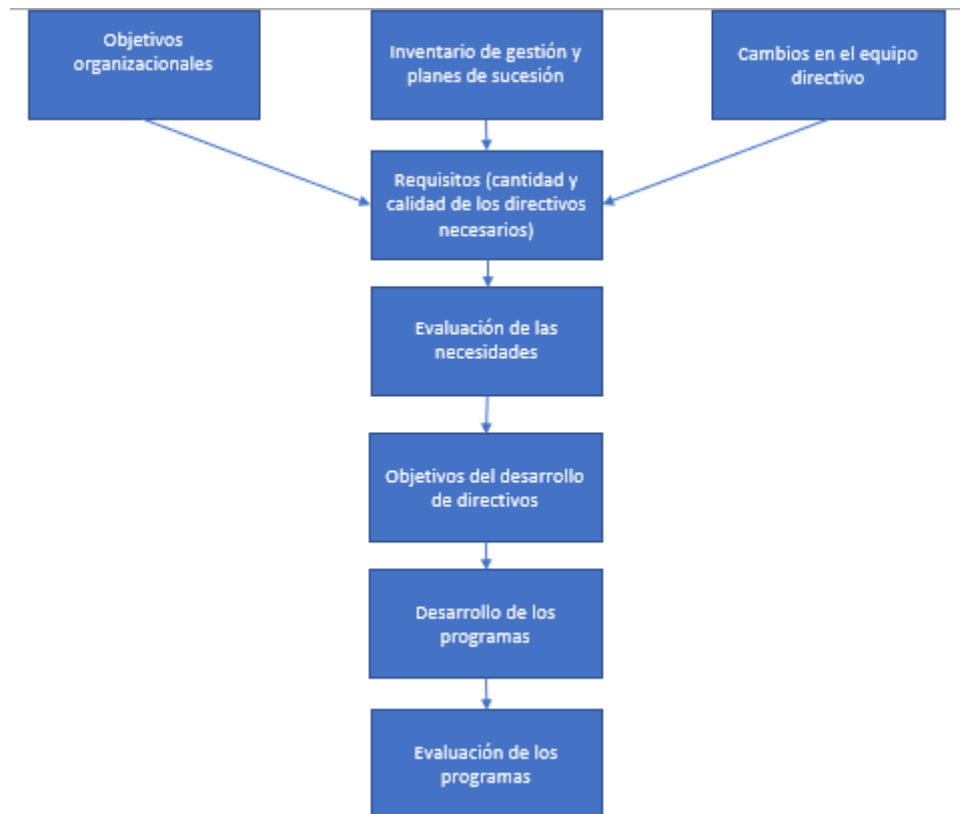 Objetivos
organizacionales
Inventario de gestión y
planes de sucesión
Cambios en el equipo
directivo
Requisitos (cantidad y
calidad de los directivos
necesarios)
Evaluación de las
necesidades
Objetivos del desarrollo
de directivos
Desarrollo de los
programas
Evaluación de los
programas